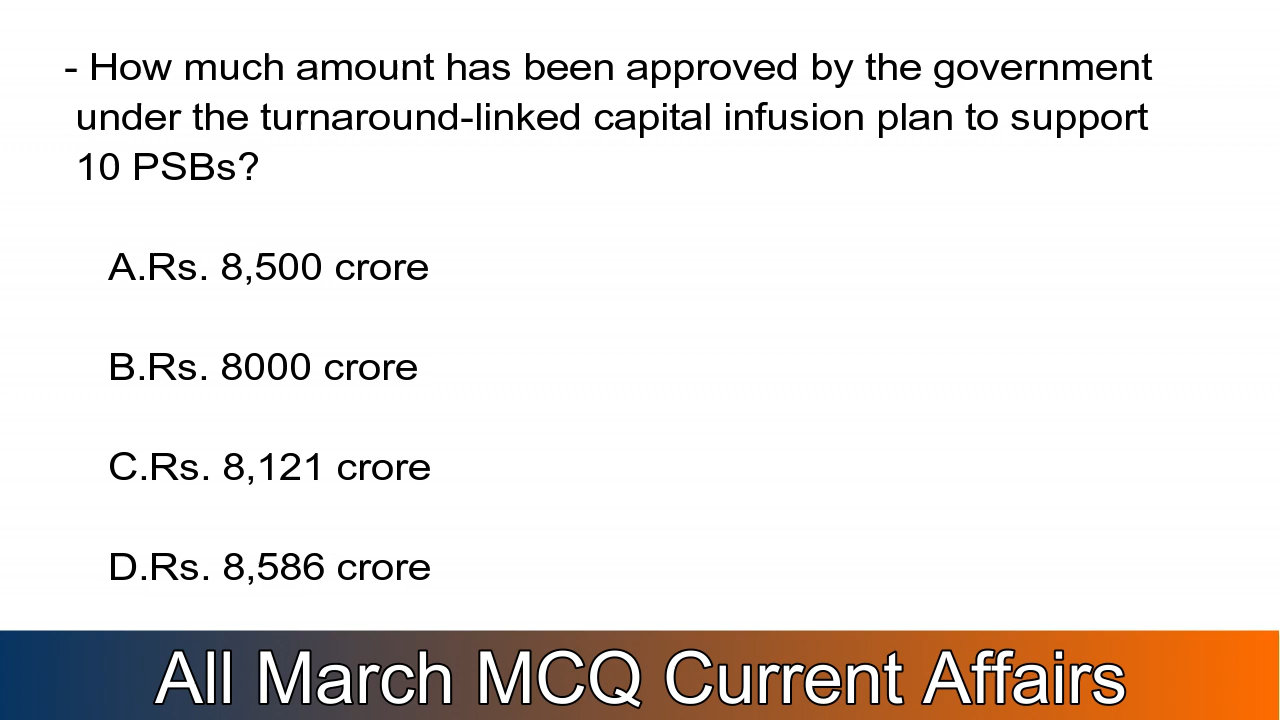 - How much amount has been approved by the government
under the turnaround-linked capital infusion plan to support
10 PSBs?
A.Rs. 8,500 crore
B.Rs. 8000 crore
C.Rs. 8,121 crore
D.Rs. 8,586 crore
All March MCQ Current Affairs